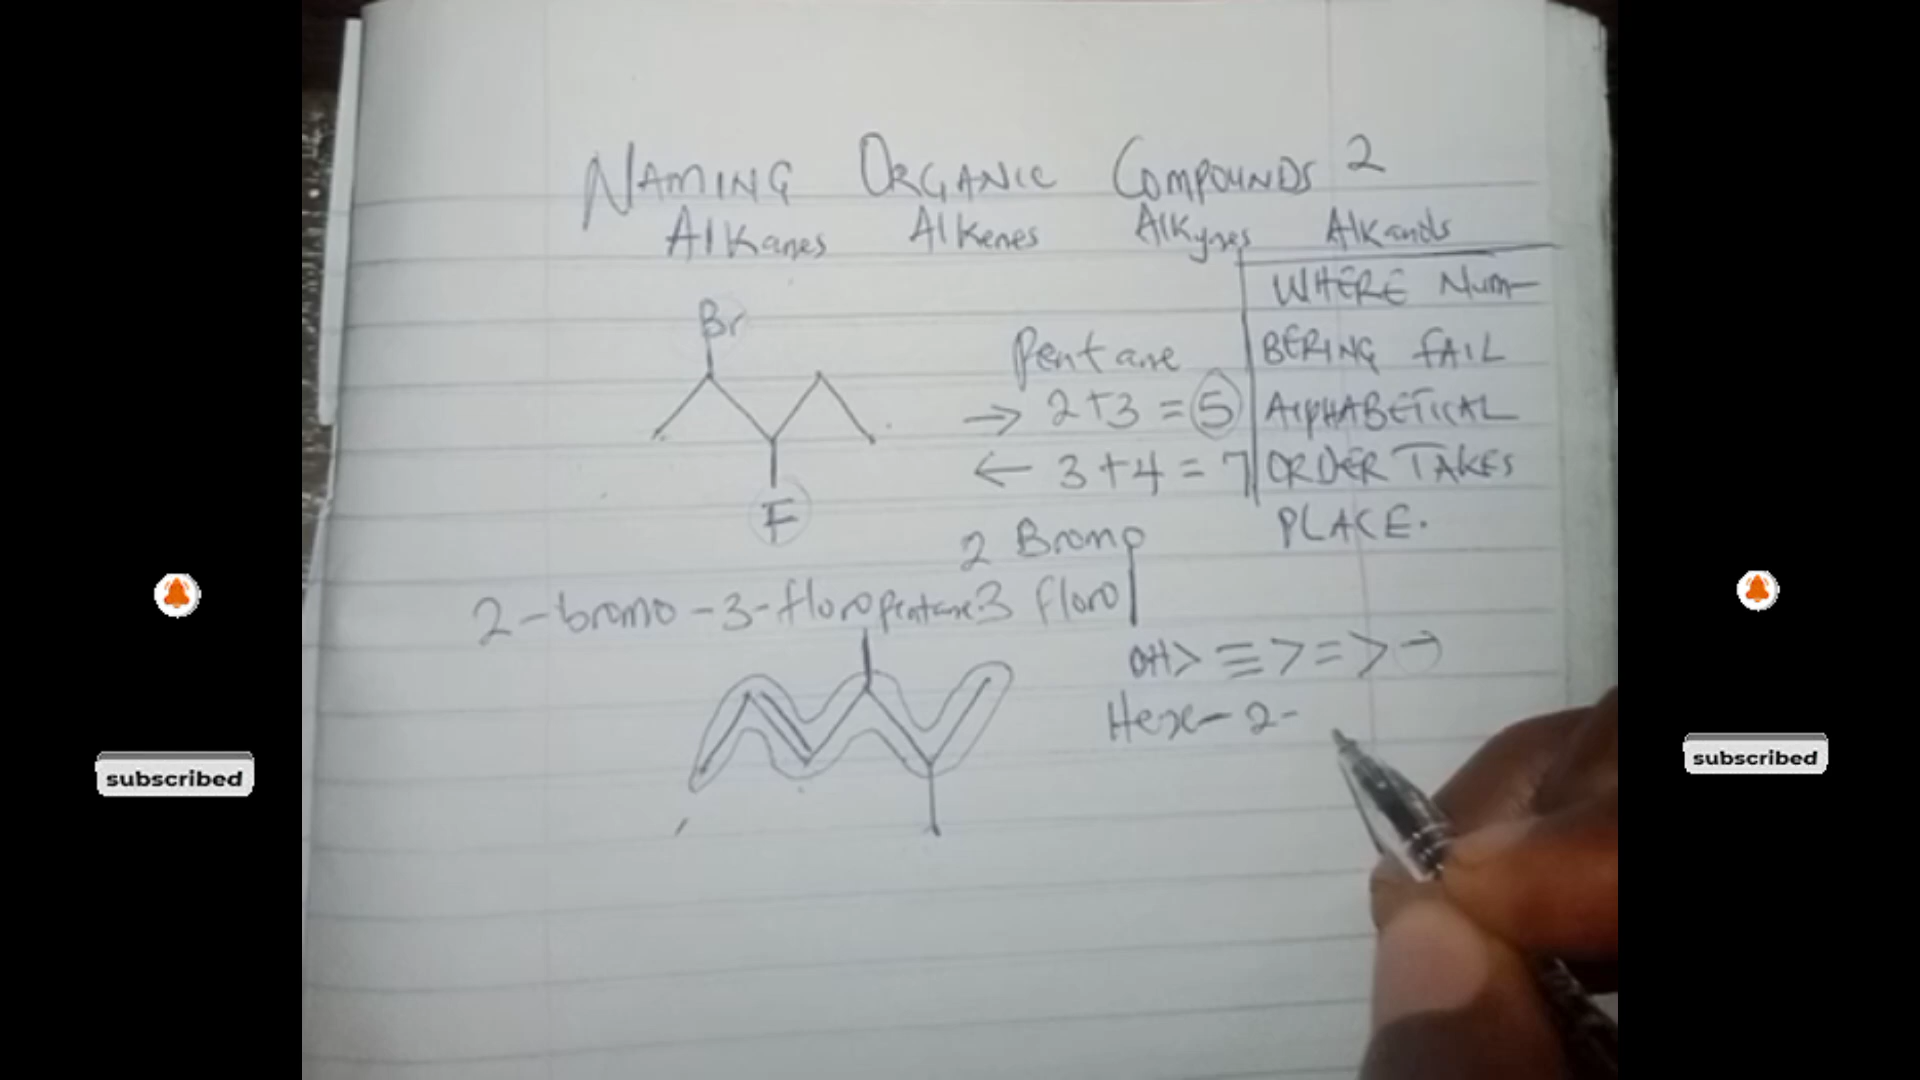 NAMING ORGANIC COMPOUNDS 2
Alkanes Alkenes Alkynes Alkanols
WHERE NUM-
BERING FAIL
ALPHABETICAL
ORDER TAKES
PLACE.
Br
F
Pentane
→ 2+3 = 5
← 3+4 = 7
2 Bromo
3 floro
2-bromo-3-floropentane
OH> ≡ > = > -
Hex-2-
subscribed
subscribed